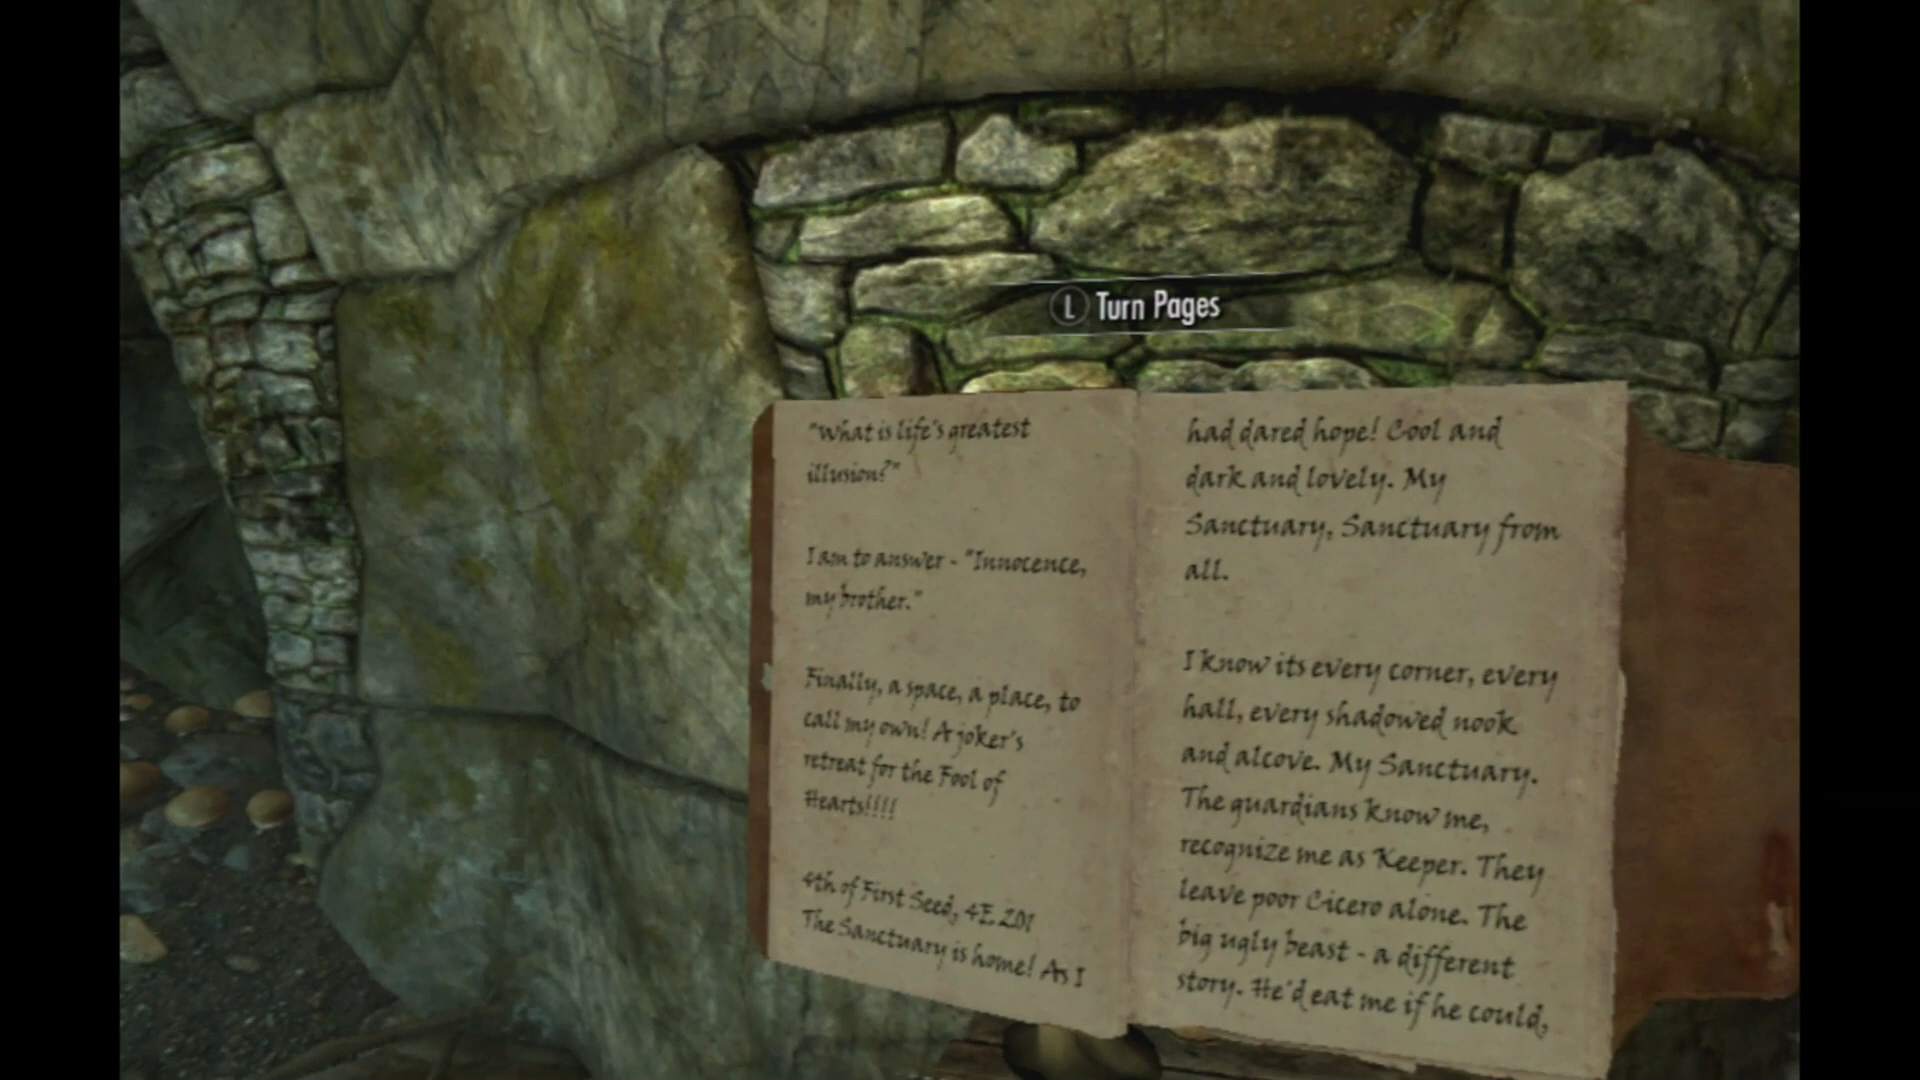 L Turn Pages
"What is life's greatest
illusion?"
I am to answer - "Innocence,
my brother."
Finally, a space, a place, to
call my own! A joker's
retreat for the Fool of
Hearts!!!!
4th of First Seed, 4E 201
The Sanctuary is home! As I
had dared hope! Cool and
dark and lovely. My
Sanctuary, Sanctuary from
all.
I know its every corner, every
hall, every shadowed nook
and alcove. My Sanctuary.
The guardians know me,
recognize me as Keeper. They
leave poor Cicero alone. The
big ugly beast - a different
story. He'd eat me if he could,